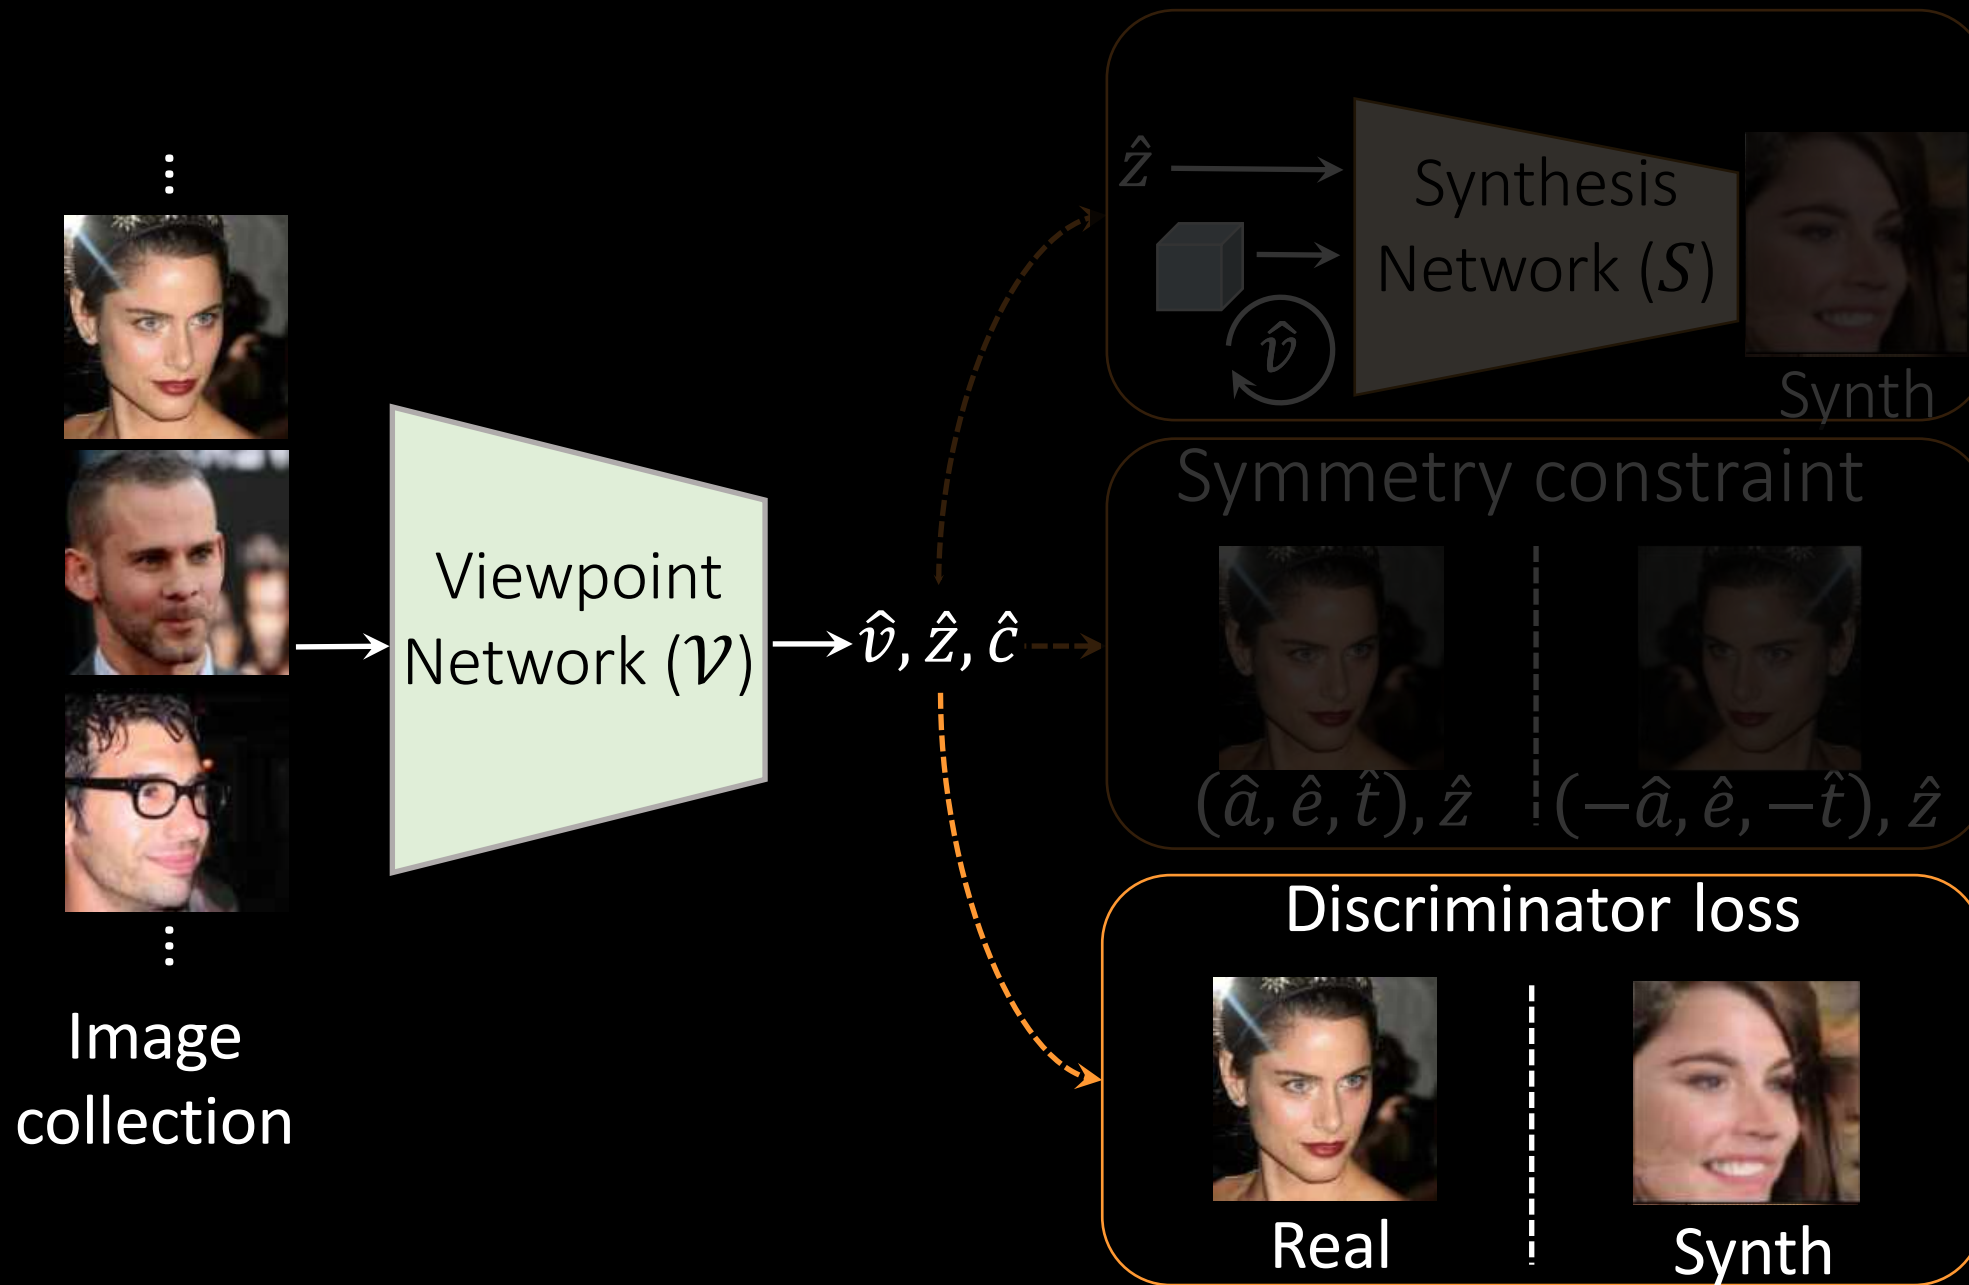 ⋮
⋮
Image
collection
Viewpoint
Network (𝒱)
v̂, ẑ, ĉ
ẑ
v̂
Synthesis
Network (S)
Synth
Symmetry constraint
(â, ê, t̂), ẑ
(−â, ê, −t̂), ẑ
Discriminator loss
Real
Synth